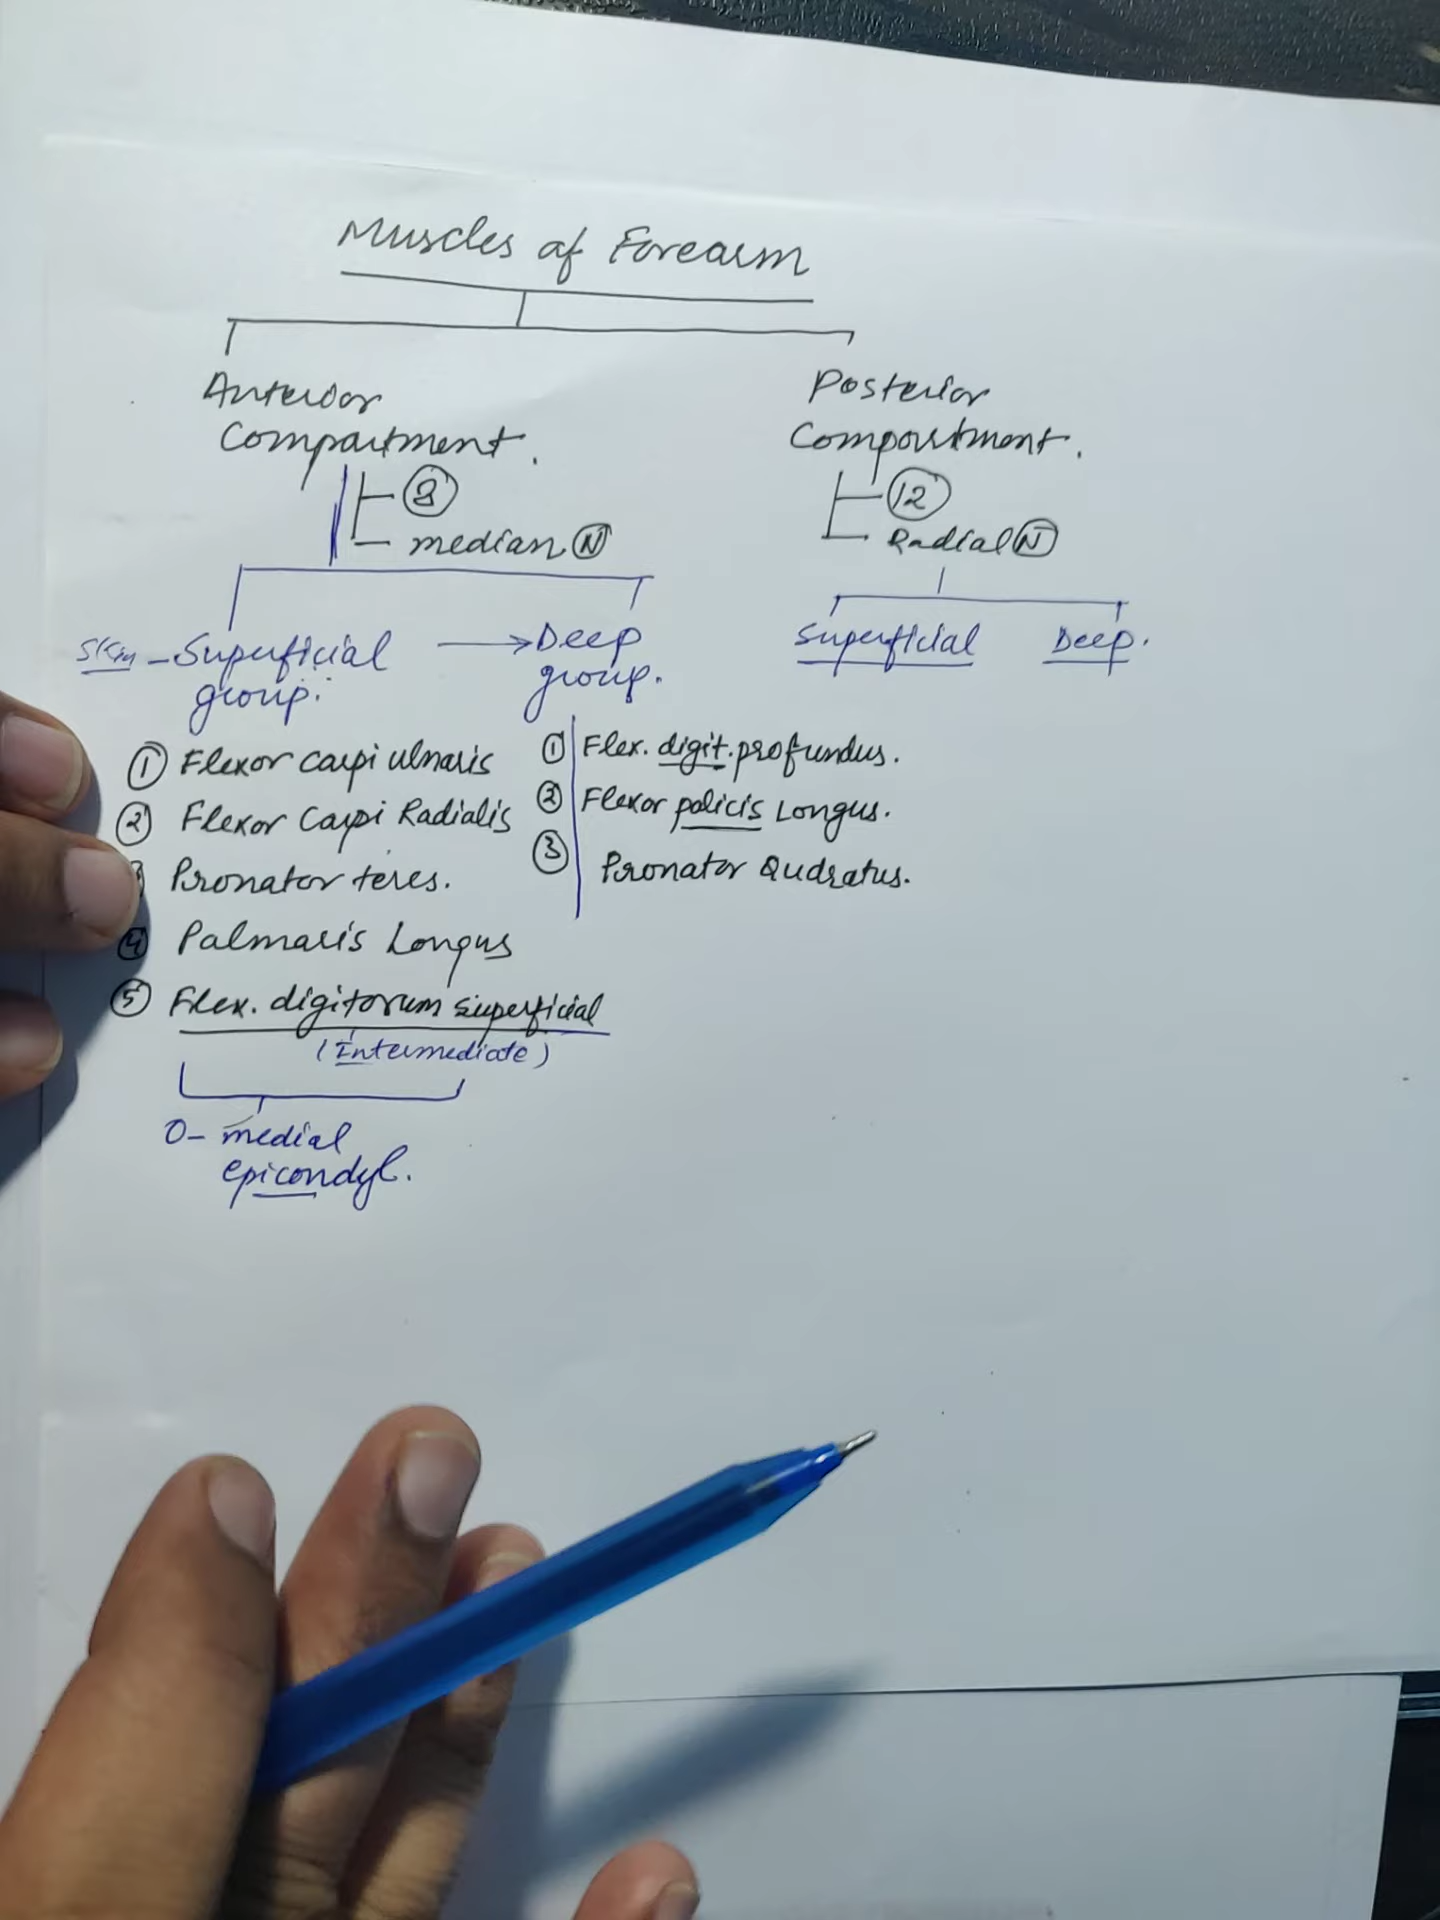 Muscles of Forearm
Anterior
Compartment.
8
median N
Posterior
Compartment.
12
Radial N
Skin - Superficial
group.
Deep
group.
Superficial
Deep.
1 Flexor carpi ulnaris
2 Flexor Carpi Radialis
Pronator teres.
4 Palmaris Longus
5 Flex. digitorum superficial
(Intermediate)
O- medial
epicondyl.
1 Flex. digit. profundus.
2 Flexor policis Longus.
3 Pronator Qudratus.